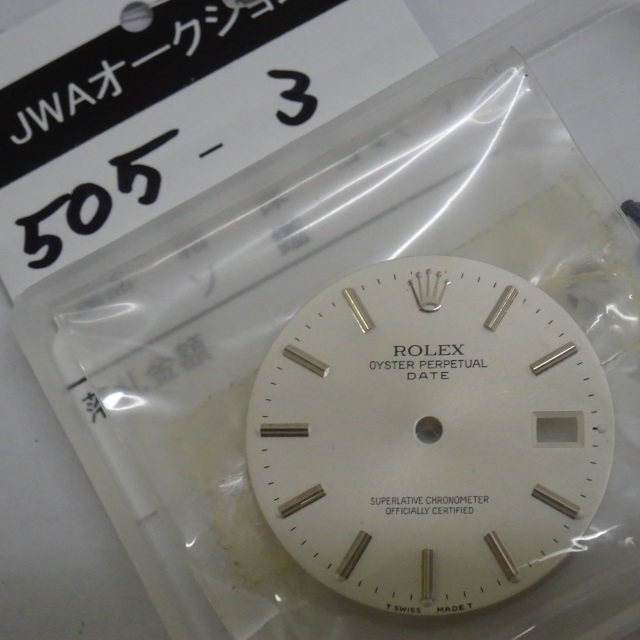 JWAオークショ
505-3
ROLEX
OYSTER PERPETUAL
DATE
SUPERLATIVE CHRONOMETER
OFFICIALLY CERTIFIED
T SWISS MADE T